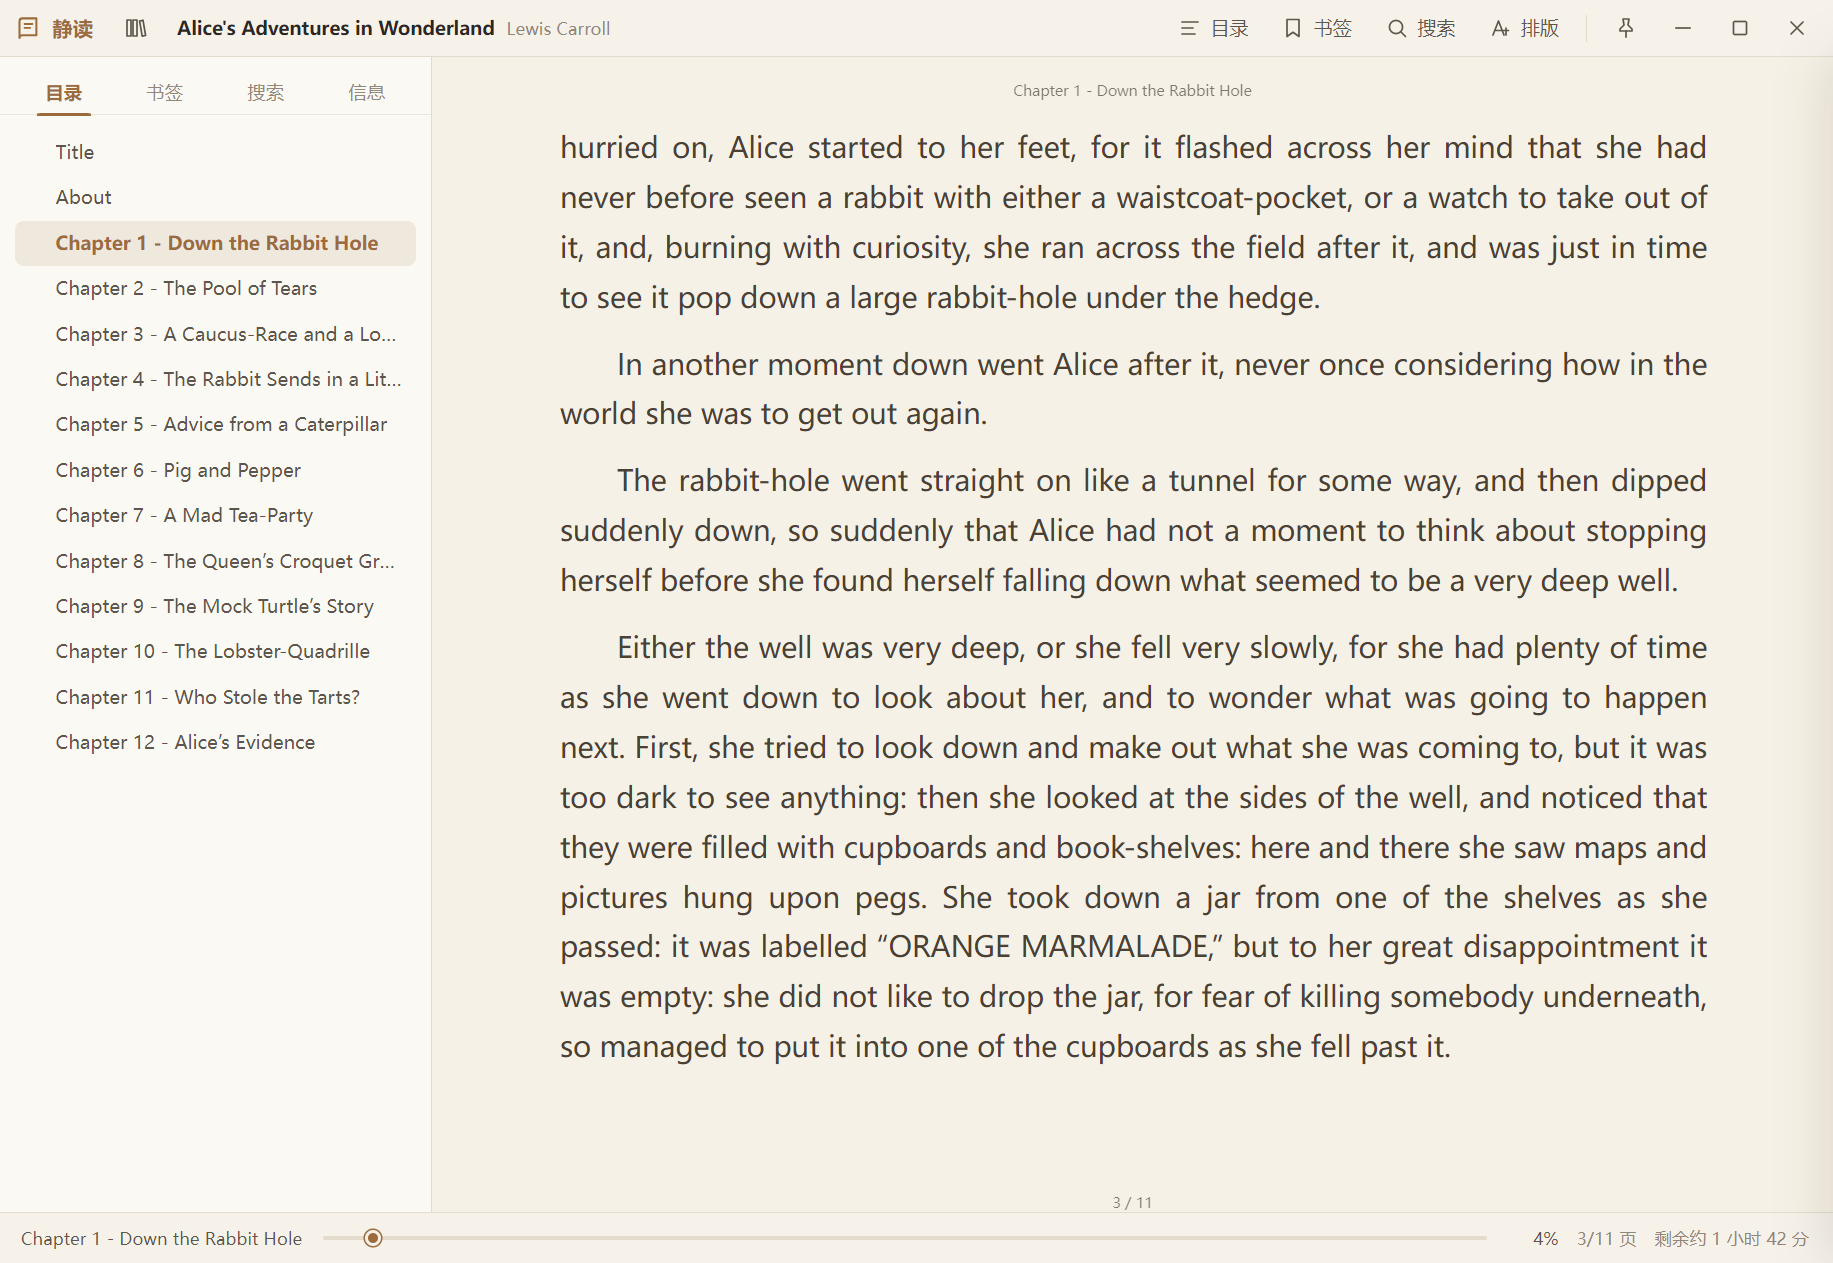 静读 Alice's Adventures in Wonderland Lewis Carroll 目录 书签 搜索 排版
目录 书签 搜索 信息
Title
About
Chapter 1 - Down the Rabbit Hole
Chapter 2 - The Pool of Tears
Chapter 3 - A Caucus-Race and a Lo...
Chapter 4 - The Rabbit Sends in a Lit...
Chapter 5 - Advice from a Caterpillar
Chapter 6 - Pig and Pepper
Chapter 7 - A Mad Tea-Party
Chapter 8 - The Queen’s Croquet Gr...
Chapter 9 - The Mock Turtle’s Story
Chapter 10 - The Lobster-Quadrille
Chapter 11 - Who Stole the Tarts?
Chapter 12 - Alice’s Evidence
Chapter 1 - Down the Rabbit Hole
hurried on, Alice started to her feet, for it flashed across her mind that she had
never before seen a rabbit with either a waistcoat-pocket, or a watch to take out of
it, and, burning with curiosity, she ran across the field after it, and was just in time
to see it pop down a large rabbit-hole under the hedge.
In another moment down went Alice after it, never once considering how in the
world she was to get out again.
The rabbit-hole went straight on like a tunnel for some way, and then dipped
suddenly down, so suddenly that Alice had not a moment to think about stopping
herself before she found herself falling down what seemed to be a very deep well.
Either the well was very deep, or she fell very slowly, for she had plenty of time
as she went down to look about her, and to wonder what was going to happen
next. First, she tried to look down and make out what she was coming to, but it was
too dark to see anything: then she looked at the sides of the well, and noticed that
they were filled with cupboards and book-shelves: here and there she saw maps and
pictures hung upon pegs. She took down a jar from one of the shelves as she
passed: it was labelled “ORANGE MARMALADE,” but to her great disappointment it
was empty: she did not like to drop the jar, for fear of killing somebody underneath,
so managed to put it into one of the cupboards as she fell past it.
3 / 11
Chapter 1 - Down the Rabbit Hole 4% 3/11 页 剩余约 1 小时 42 分